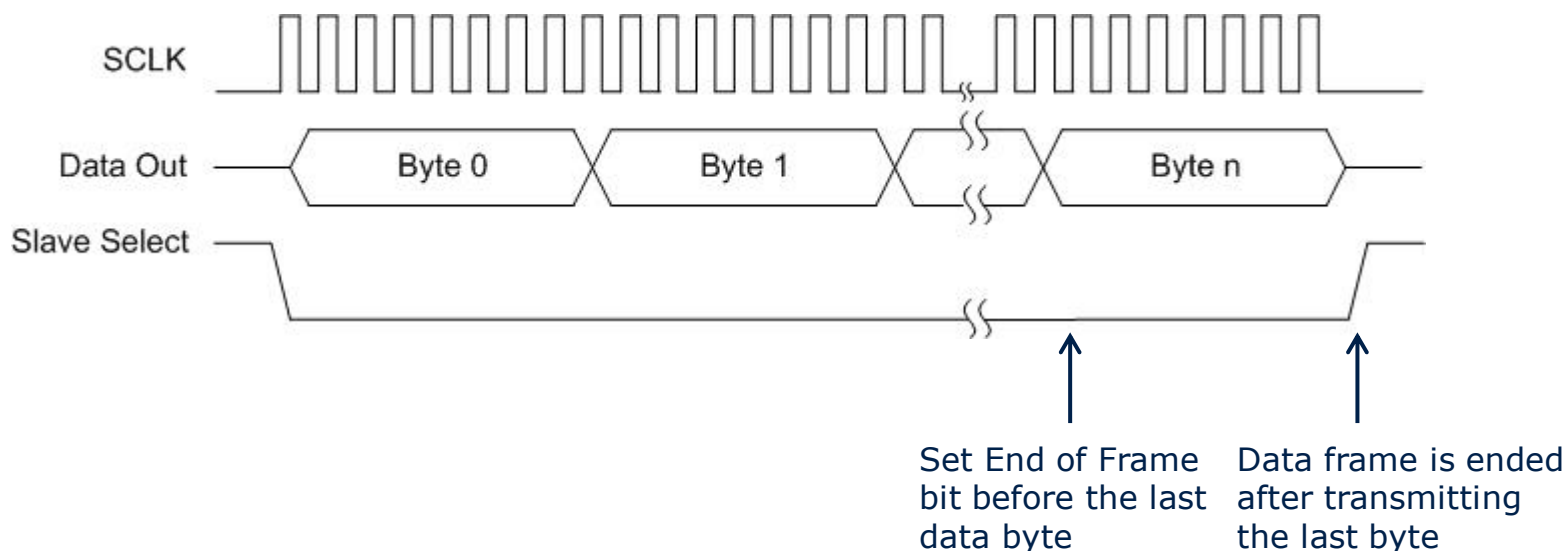 SCLK
Data Out
Byte 0
Byte 1
Byte n
Slave Select
Set End of Frame
bit before the last
data byte
Data frame is ended
after transmitting
the last byte